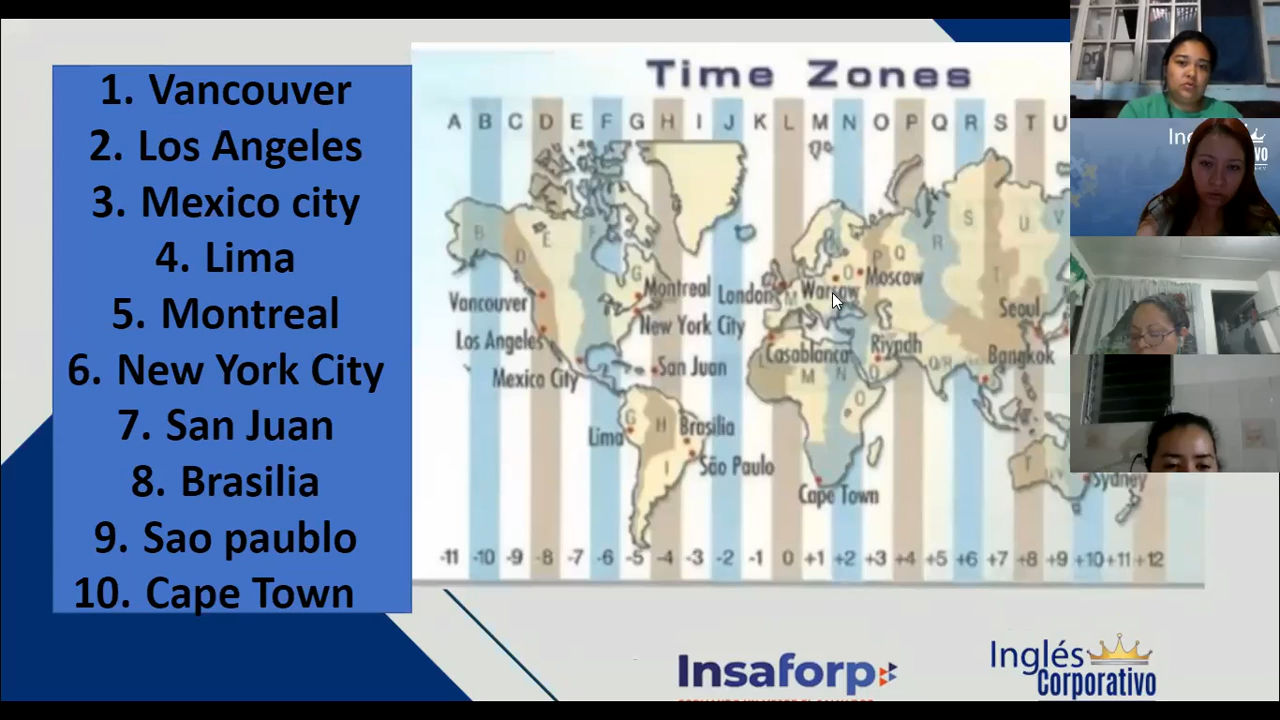 1. Vancouver
2. Los Angeles
3. Mexico city
4. Lima
5. Montreal
6. New York City
7. San Juan
8. Brasilia
9. Sao paublo
10. Cape Town
Time Zones
A B C D E F G H I J K L M N O P Q R S T U
B D E F G
O P Q R S T U V
Montreal London M Warsaw Moscow
Vancouver
New York City Seoul
Los Angeles
Casablanca Riyadh Bangkok
San Juan
Mexico City M N O
Lima G H Brasilia
I São Paulo T
Cape Town Sydney
-11 -10 -9 -8 -7 -6 -5 -4 -3 -2 -1 0 +1 +2 +3 +4 +5 +6 +7 +8 +9 +10 +11 +12
Insaforp
Inglés
Corporativo